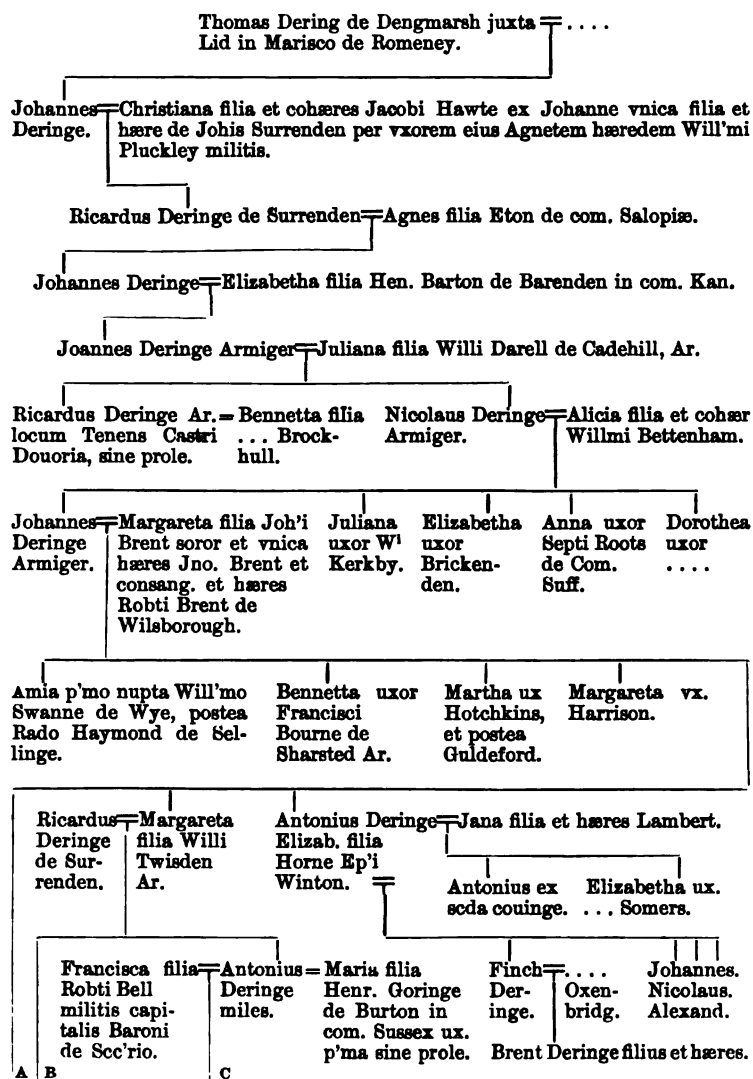 Thomas Dering de Dengmarsh juxta = . . . .
Lid in Marisco de Romeney.
Johannes = Christiana filia et cohæres Jacobi Hawte ex Johanne vnica filia et
Deringe. hære de Johis Surrenden per vxorem eius Agnetem hæredem Will'mi
Pluckley militis.
Ricardus Deringe de Surrenden = Agnes filia Eton de com. Salopiæ.
Johannes Deringe = Elizabetha filia Hen. Barton de Barenden in com. Kan.
Joannes Deringe Armiger = Juliana filia Willi Darell de Cadehill, Ar.
Ricardus Deringe Ar. = Bennetta filia
locum Tenens Castri ... Brock-
Douoria, sine prole. hull.
Nicolaus Deringe = Alicia filia et cohær
Armiger. Willmi Bettenham.
Johannes = Margareta filia Joh'i
Deringe Brent soror et vnica
Armiger. hæres Jno. Brent et
consang. et hæres
Robti Brent de
Wilsborough.
Juliana
uxor Wi
Kerkby.
Elizabetha
uxor
Bricken-
den.
Anna uxor
Septi Roots
de Com.
Suff.
Dorothea
uxor
. . . .
Amia p'mo nupta Will'mo
Swanne de Wye, postea
Rado Haymond de Sel-
linge.
Bennetta uxor
Francisci
Bourne de
Sharsted Ar.
Martha ux
Hotchkins,
et postea
Guldeford.
Margareta vx.
Harrison.
Ricardus = Margareta
Deringe filia Willi
de Sur- Twisden
renden. Ar.
Antonius Deringe = Jana filia et hæres Lambert.
Elizab. filia
Horne Ep'i
Winton. =
Antonius ex
scda couinge.
Elizabetha ux.
... Somers.
Francisca filia = Antonius = Maria filia
Robti Bell Deringe Henr. Goringe
militis capi- miles. de Burton in
talis Baroni com. Sussex ux.
de Scc'rio. p'ma sine prole.
Finch = . . . .
Der- Oxen-
inge. bridg.
Johannes.
Nicolaus.
Alexand.
Brent Deringe filius et hæres.
A B C